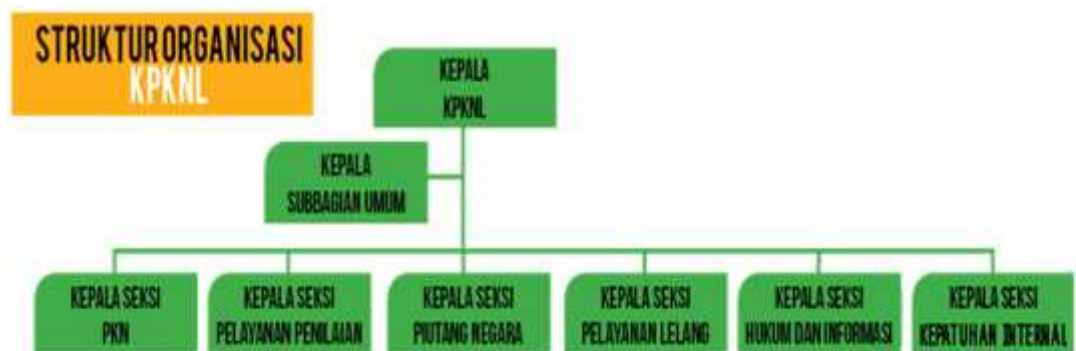 STRUKTUR ORGANISASI
KPKNL
KEPALA
KPKNL
KEPALA
SUBBAGIAN UMUM
KEPALA SEKSI
PKN
KEPALA SEKSI
PELAYANAN PENILAIAN
KEPALA SEKSI
PIUTANG NEGARA
KEPALA SEKSI
PELAYANAN LELANG
KEPALA SEKSI
HUKUM DAN INFORMASI
KEPALA SEKSI
KEPATUHAN INTERNAL